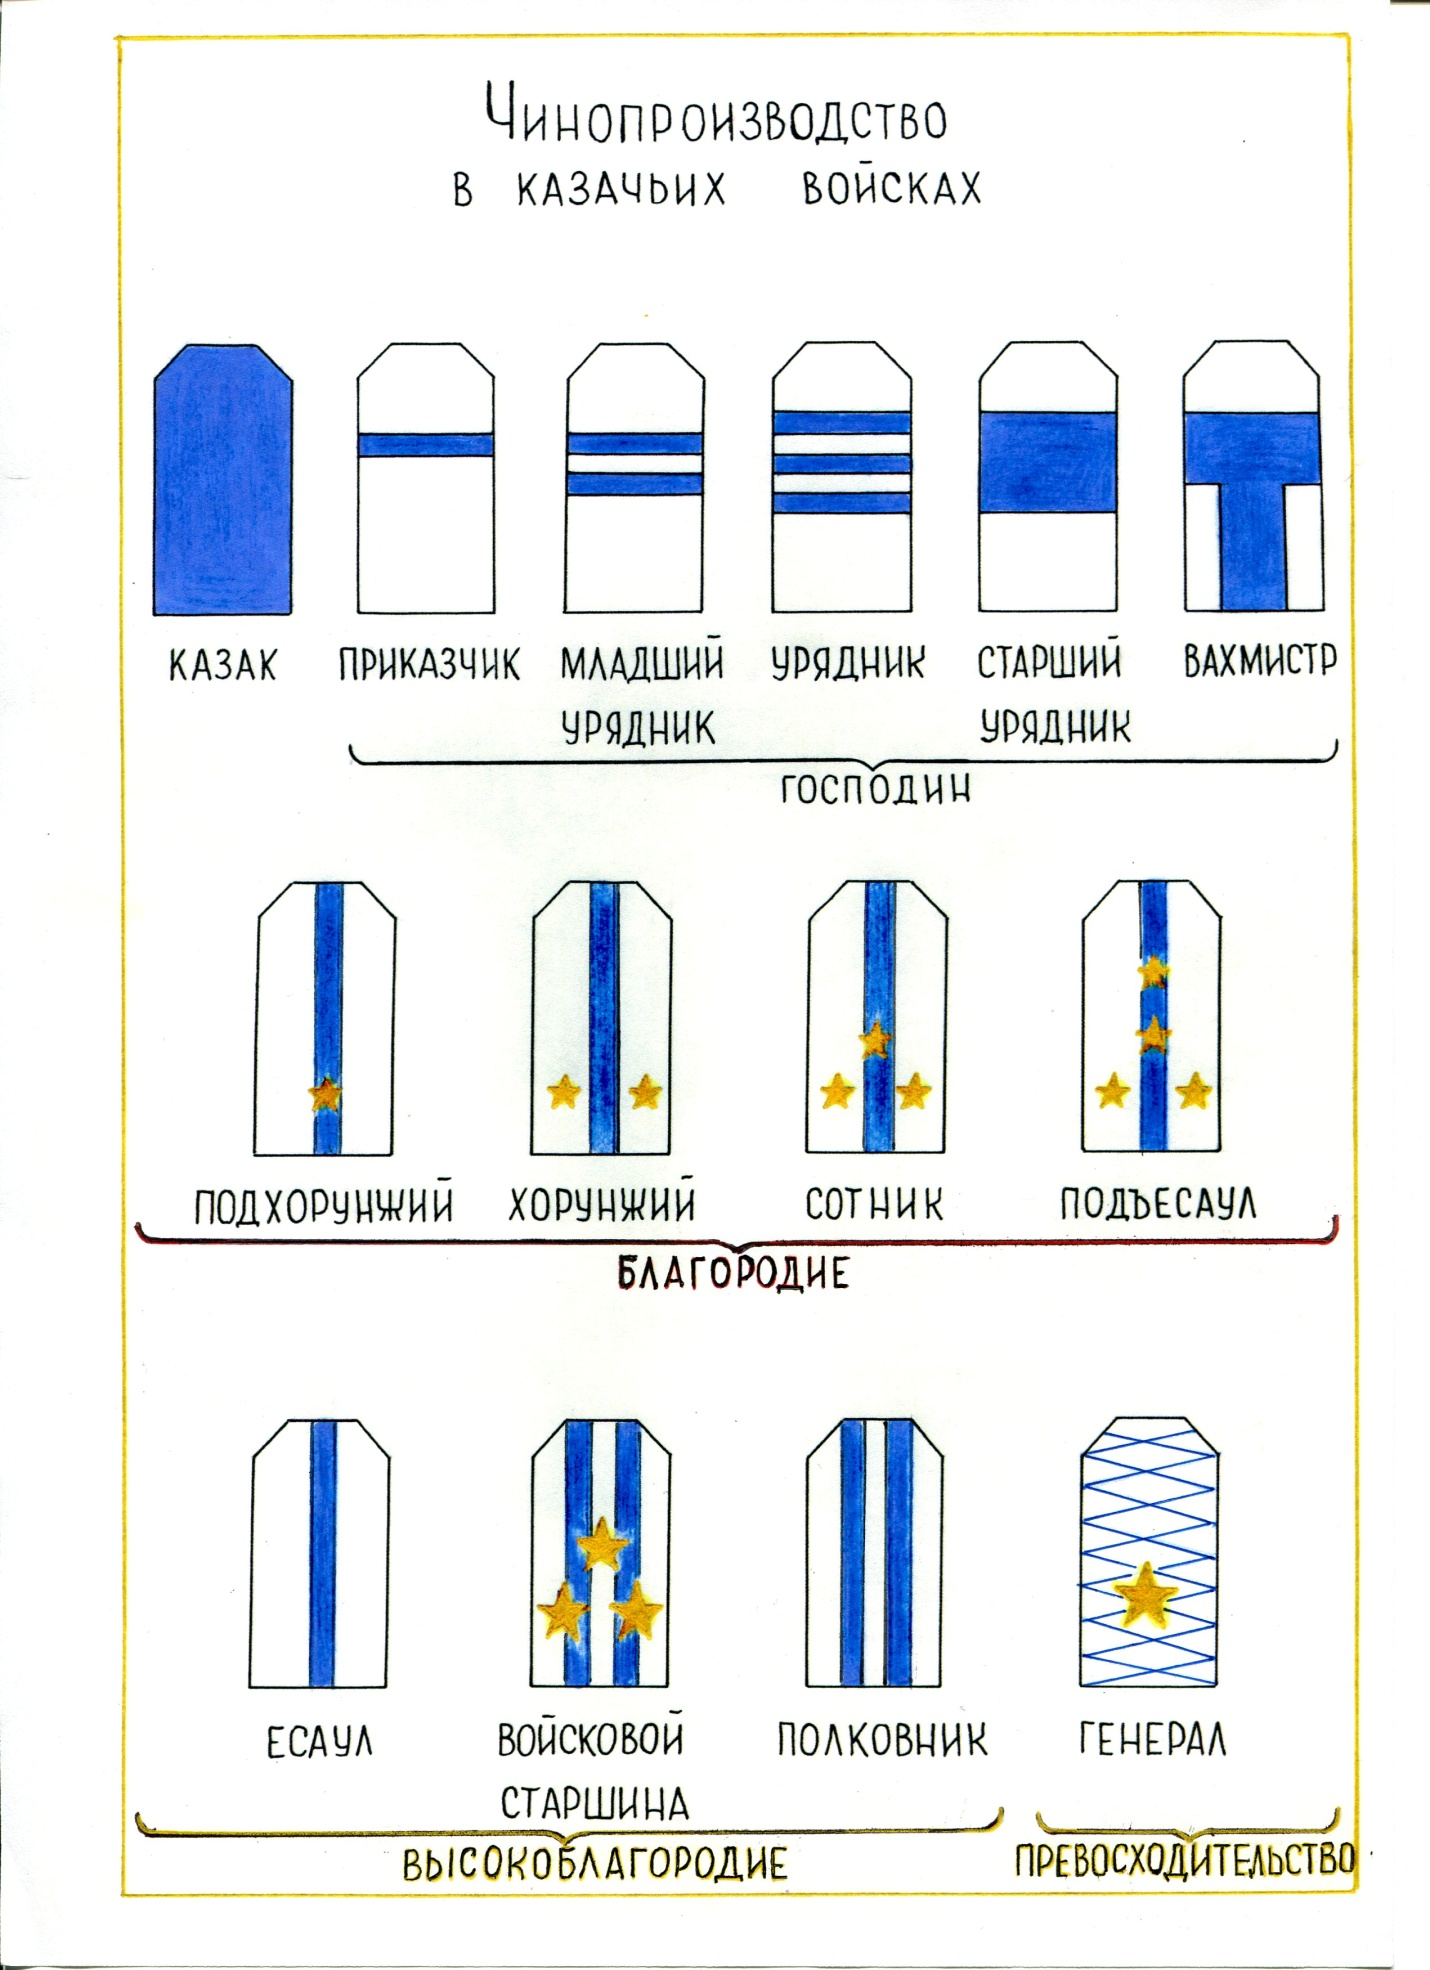 Чинопроизводство
в казачьих войсках
КАЗАК ПРИКАЗЧИК МЛАДШИЙ УРЯДНИК СТАРШИЙ ВАХМИСТР
УРЯДНИК УРЯДНИК
ГОСПОДИН
ПОДХОРУНЖИЙ ХОРУНЖИЙ СОТНИК ПОДЪЕСАУЛ
БЛАГОРОДИЕ
ЕСАУЛ ВОЙСКОВОЙ ПОЛКОВНИК ГЕНЕРАЛ
СТАРШИНА
ВЫСОКОБЛАГОРОДИЕ ПРЕВОСХОДИТЕЛЬСТВО